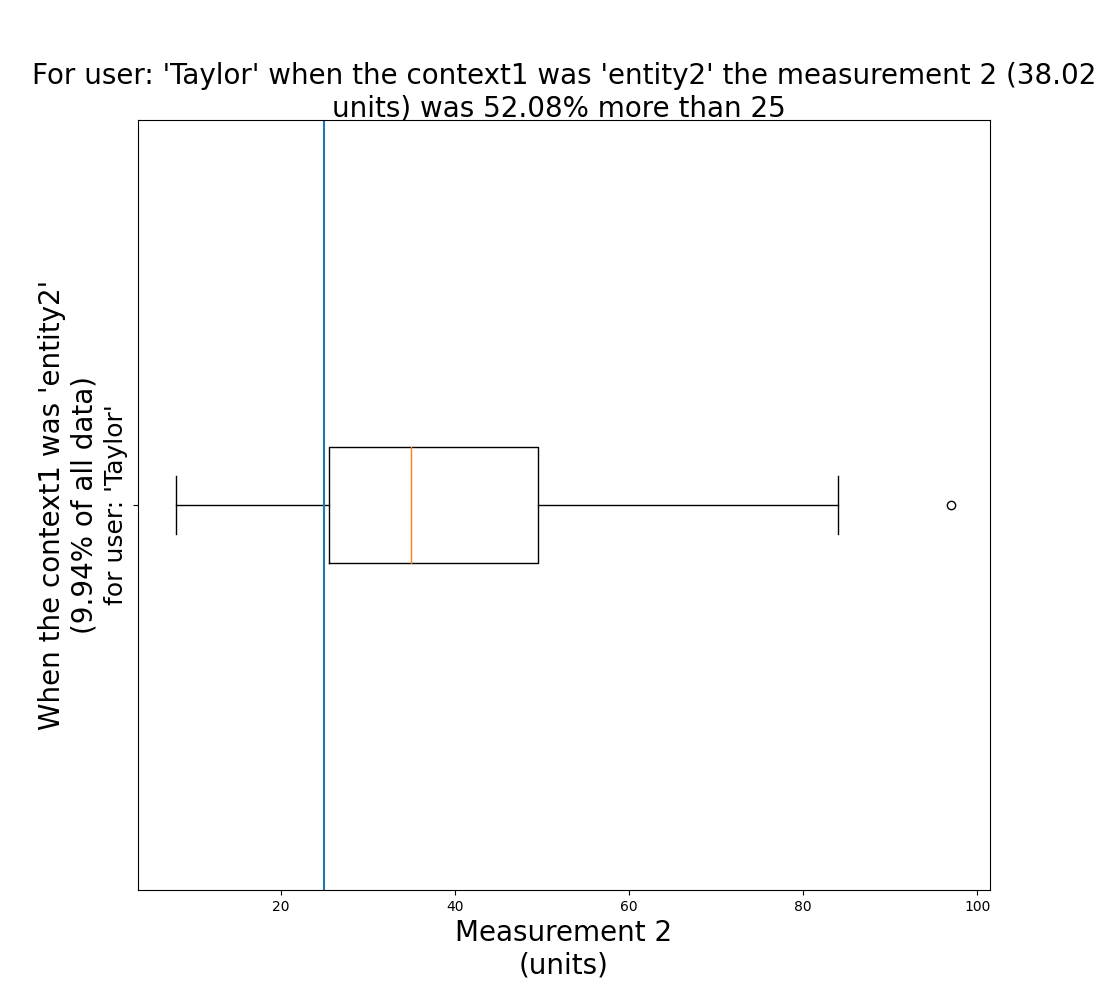 For user: 'Taylor' when the context1 was 'entity2' the measurement 2 (38.02
units) was 52.08% more than 25
When the context1 was 'entity2'
(9.94% of all data)
for user: 'Taylor'
20 40 60 80 100
Measurement 2
(units)